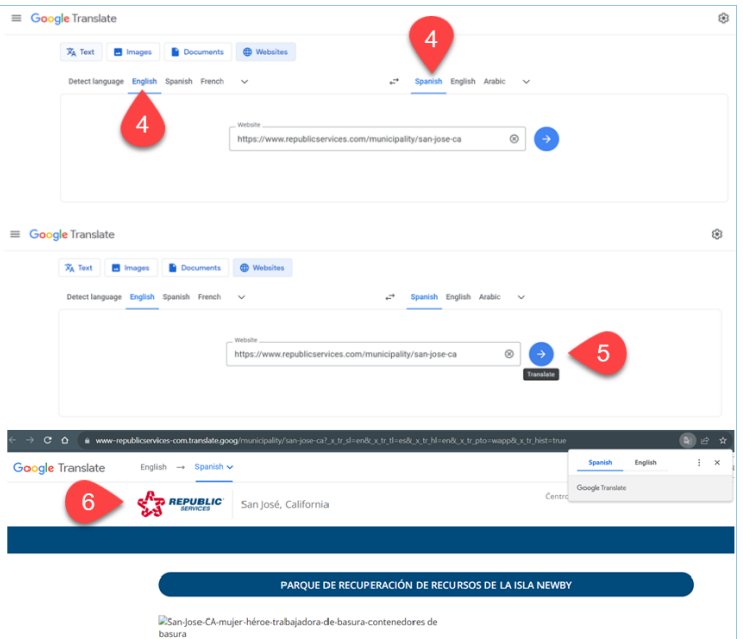 Google Translate
4
Text Images Documents Websites
Detect language English Spanish French Spanish English Arabic
4
Website
https://www.republicservices.com/municipality/san-jose-ca
Google Translate
Text Images Documents Websites
Detect language English Spanish French Spanish English Arabic
Website
https://www.republicservices.com/municipality/san-jose-ca
5
Translate
www-republicservices-com.translate.goog/municipality/san-jose-ca?_x_tr_sl=en&_x_tr_tl=es&_x_tr_hl=en&_x_tr_pto=wapp&_x_tr_hist=true
Google Translate English → Spanish
Spanish English
Google Translate
6
REPUBLIC
SERVICES
San José, California
Centro
PARQUE DE RECUPERACIÓN DE RECURSOS DE LA ISLA NEWBY
San-Jose-CA-mujer-héroe-trabajadora-de-basura-contenedores de
basura